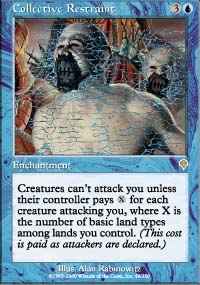 Collective Restraint 3
Enchantment
Creatures can't attack you unless
their controller pays X for each
creature attacking you, where X is
the number of basic land types
among lands you control. (This cost
is paid as attackers are declared.)
Illus. Alan Rabinowitz
©1993-2000 Wizards of the Coast, Inc. 49/350